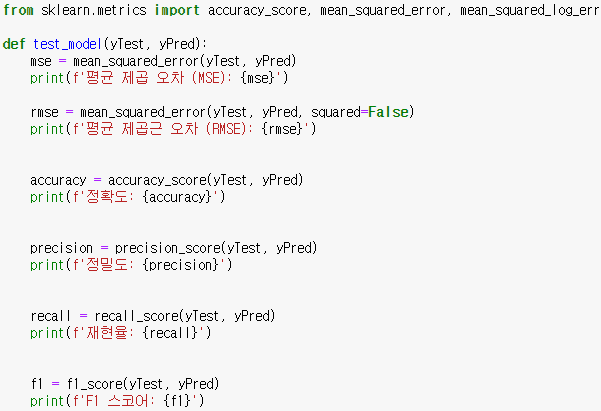 from sklearn.metrics import accuracy_score, mean_squared_error, mean_squared_log_err
def test_model(yTest, yPred):
    mse = mean_squared_error(yTest, yPred)
    print(f'평균 제곱 오차 (MSE): {mse}')
    rmse = mean_squared_error(yTest, yPred, squared=False)
    print(f'평균 제곱근 오차 (RMSE): {rmse}')
    accuracy = accuracy_score(yTest, yPred)
    print(f'정확도: {accuracy}')
    precision = precision_score(yTest, yPred)
    print(f'정밀도: {precision}')
    recall = recall_score(yTest, yPred)
    print(f'재현율: {recall}')
    f1 = f1_score(yTest, yPred)
    print(f'F1 스코어: {f1}')